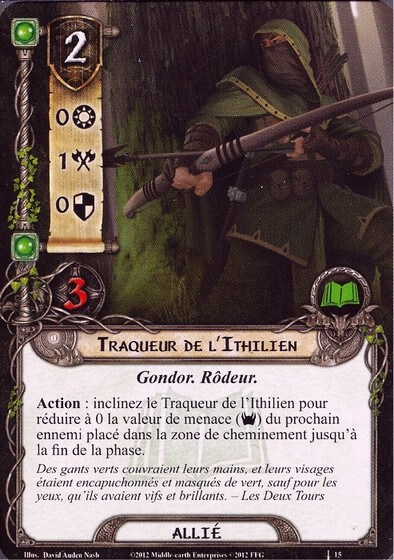 2
0
1
0
3
Traqueur de l'Ithilien
Gondor. Rôdeur.
Action : inclinez le Traqueur de l'Ithilien pour
réduire à 0 la valeur de menace ( ) du prochain
ennemi placé dans la zone de cheminement jusqu'à
la fin de la phase.
Des gants verts couvraient leurs mains, et leurs visages
étaient encapuchonnés et masqués de vert, sauf pour les
yeux, qu'ils avaient vifs et brillants. – Les Deux Tours
Allié
Illus. David Auden Nash ©2012 Middle-earth Enterprises • 2012 FFG 15